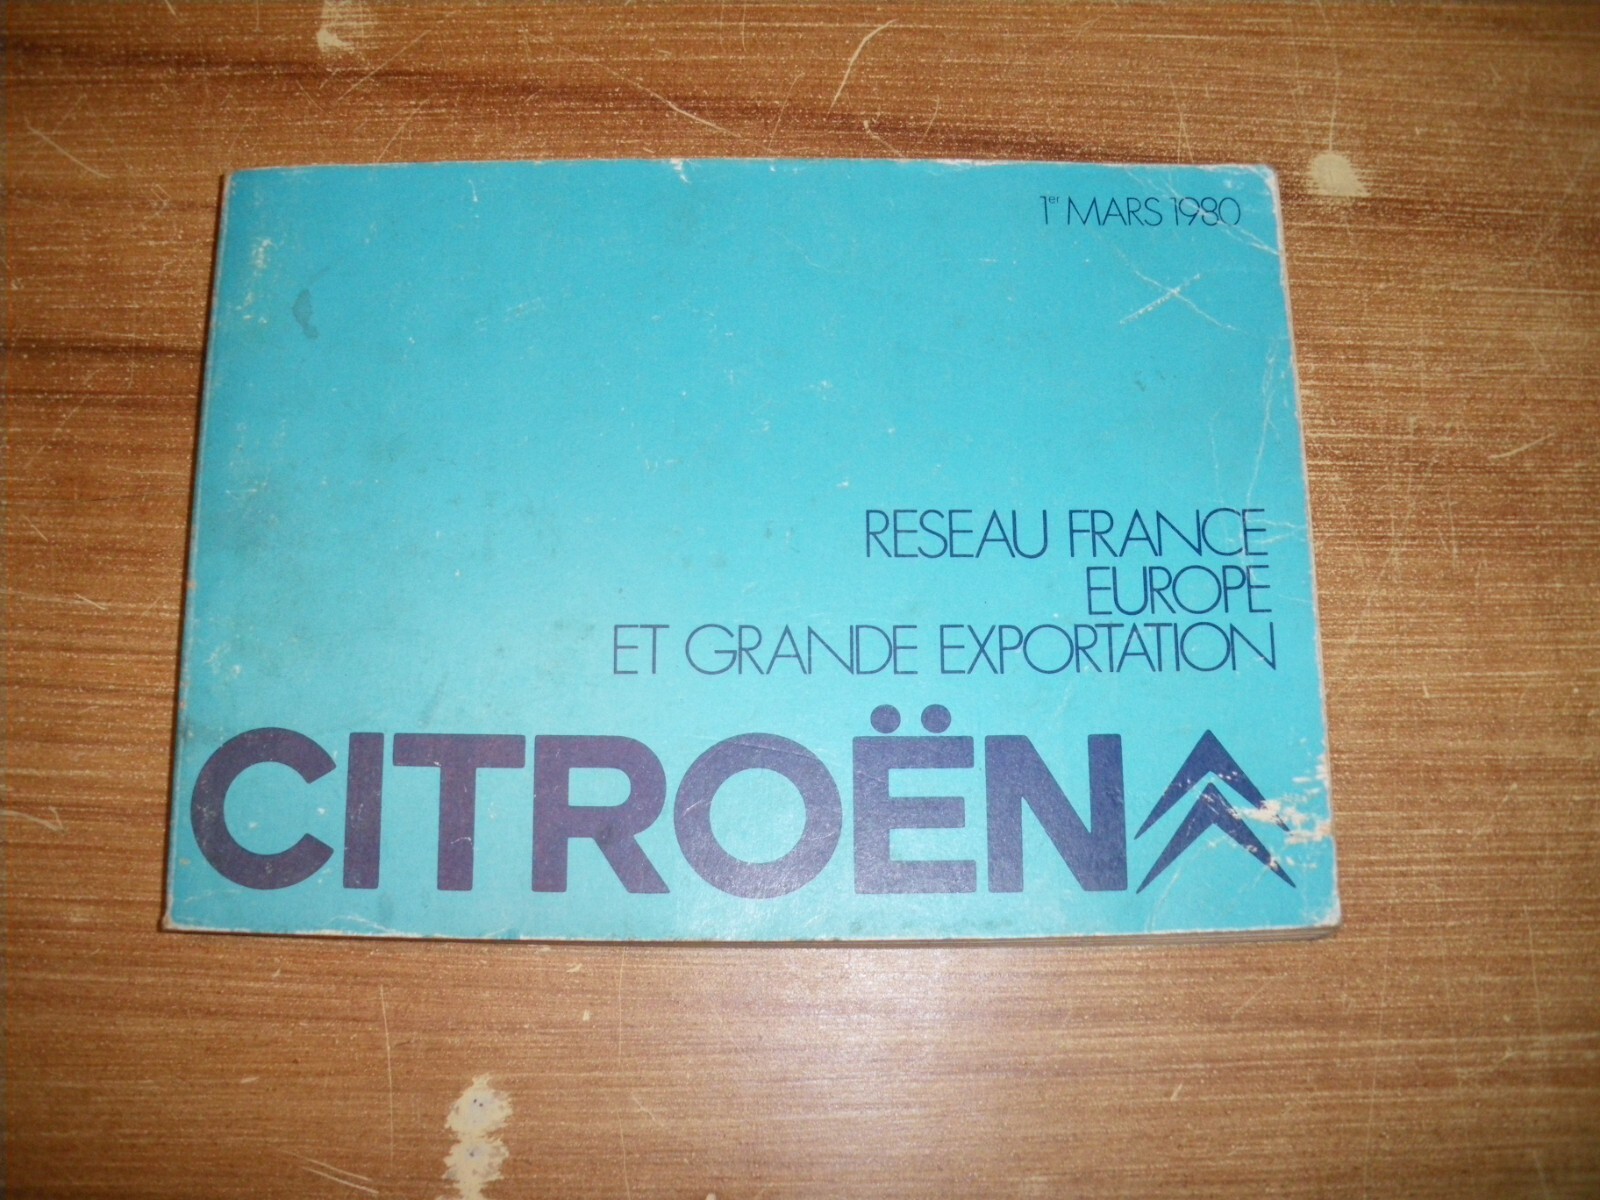 1er MARS 1980
RESEAU FRANCE
EUROPE
ET GRANDE EXPORTATION
CITROËN